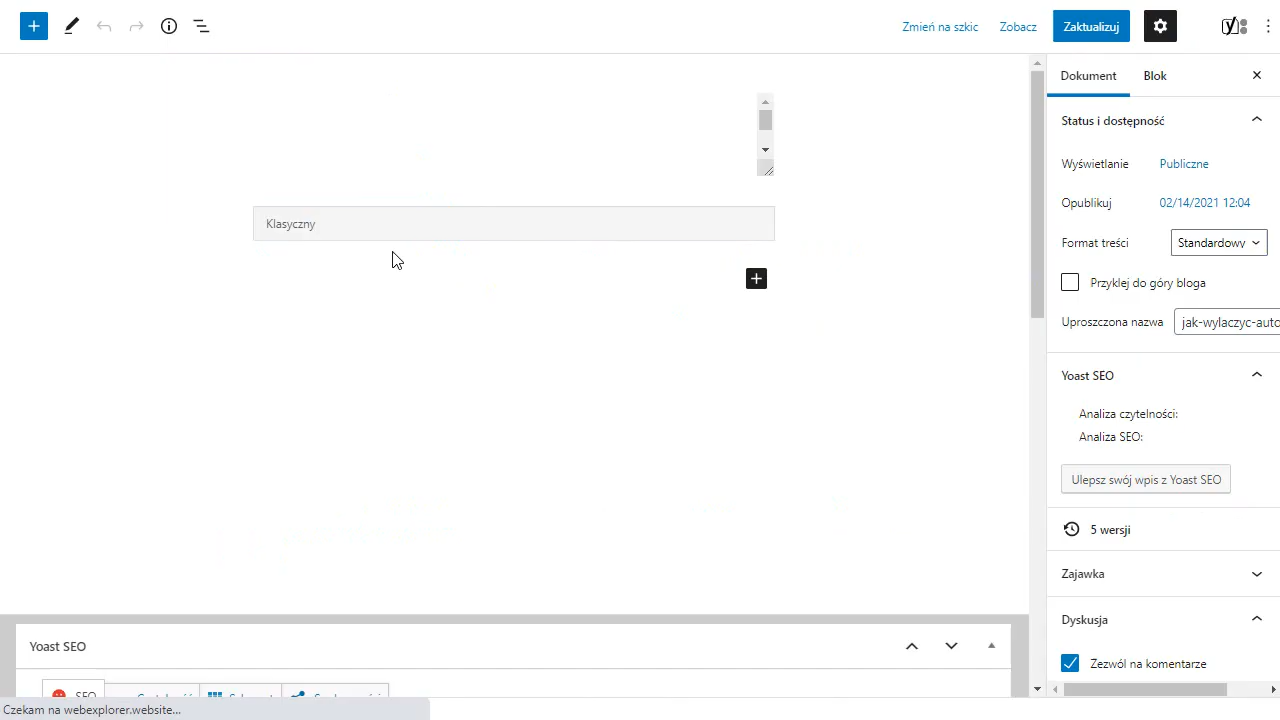 Zmień na szkic Zobacz Zaktualizuj
Dokument Blok
Status i dostępność
Klasyczny
Wyświetlanie Publiczne
Opublikuj 02/14/2021 12:04
Format treści Standardowy
Przyklej do góry bloga
Uproszczona nazwa jak-wylaczyc-auto
Yoast SEO
Analiza czytelności:
Analiza SEO:
Ulepsz swój wpis z Yoast SEO
5 wersji
Zajawka
Dyskusja
Zezwól na komentarze
Yoast SEO
SEO
Czekam na webexplorer.website...